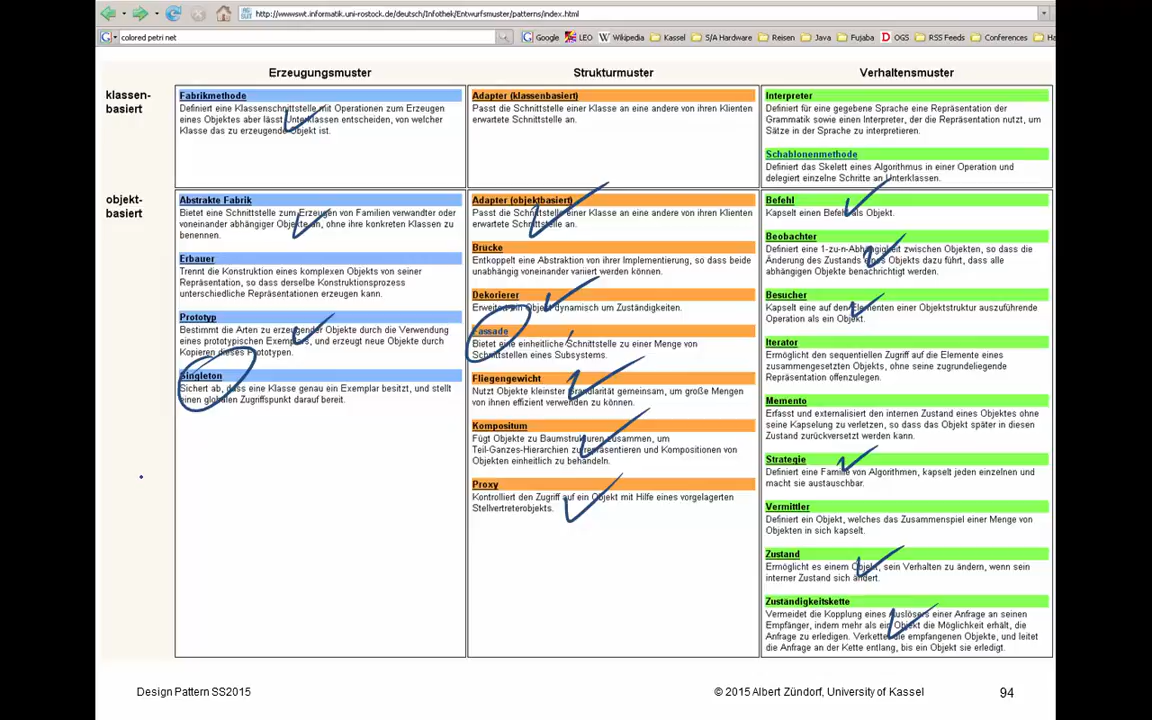 http://wwwswt.informatik.uni-rostock.de/deutsch/Infothek/Entwurfsmuster/patterns/index.html
colored petri net
Google LEO Wikipedia Kassel S/A Hardware Reisen Java Fujaba OGS RSS Feeds Conferences
Erzeugungsmuster Strukturmuster Verhaltensmuster
klassen-
basiert
Fabrikmethode
Definiert eine Klassenschnittstelle mit Operationen zum Erzeugen
eines Objektes aber lässt Unterklassen entscheiden, von welcher
Klasse das zu erzeugende Objekt ist.
Adapter (klassenbasiert)
Passt die Schnittstelle einer Klasse an eine andere von ihren Klienten
erwartete Schnittstelle an.
Interpreter
Definiert für eine gegebene Sprache eine Repräsentation der
Grammatik sowie einen Interpreter, der die Repräsentation nutzt, um
Sätze in der Sprache zu interpretieren.
Schablonenmethode
Definiert das Skelett eines Algorithmus in einer Operation und
delegiert einzelne Schritte an Unterklassen.
objekt-
basiert
Abstrakte Fabrik
Bietet eine Schnittstelle zum Erzeugen von Familien verwandter oder
voneinander abhängiger Objekte an, ohne ihre konkreten Klassen zu
benennen.
Erbauer
Trennt die Konstruktion eines komplexen Objekts von seiner
Repräsentation, so dass derselbe Konstruktionsprozess
unterschiedliche Repräsentationen erzeugen kann.
Prototyp
Bestimmt die Arten zu erzeugender Objekte durch die Verwendung
eines prototypischen Exemplars, und erzeugt neue Objekte durch
Kopieren dieses Prototypen.
Singleton
Sichert ab, dass eine Klasse genau ein Exemplar besitzt, und stellt
einen globalen Zugriffspunkt darauf bereit.
Adapter (objektbasiert)
Passt die Schnittstelle einer Klasse an eine andere von ihren Klienten
erwartete Schnittstelle an.
Brücke
Entkoppelt eine Abstraktion von ihrer Implementierung, so dass beide
unabhängig voneinander variiert werden können.
Dekorierer
Erweitert ein Objekt dynamisch um Zuständigkeiten.
Fassade
Bietet eine einheitliche Schnittstelle zu einer Menge von
Schnittstellen eines Subsystems.
Fliegengewicht
Nutzt Objekte kleinster Granularität gemeinsam, um große Mengen
von ihnen effizient verwenden zu können.
Kompositum
Fügt Objekte zu Baumstrukturen zusammen, um
Teil-Ganzes-Hierarchien zu repräsentieren und Kompositionen von
Objekten einheitlich zu behandeln.
Proxy
Kontrolliert den Zugriff auf ein Objekt mit Hilfe eines vorgelagerten
Stellvertreterobjekts.
Befehl
Kapselt einen Befehl als Objekt.
Beobachter
Definiert eine 1-zu-n-Abhängigkeit zwischen Objekten, so dass die
Änderung des Zustands eines Objekts dazu führt, dass alle
abhängigen Objekte benachrichtigt werden.
Besucher
Kapselt eine auf den Elementen einer Objektstruktur auszuführende
Operation als ein Objekt.
Iterator
Ermöglicht den sequentiellen Zugriff auf die Elemente eines
zusammengesetzten Objektes, ohne seine zugrundeliegende
Repräsentation offenzulegen.
Memento
Erfasst und externalisiert den internen Zustand eines Objektes ohne
seine Kapselung zu verletzen, so dass das Objekt später in diesen
Zustand zurückversetzt werden kann.
Strategie
Definiert eine Familie von Algorithmen, kapselt jeden einzelnen und
macht sie austauschbar.
Vermittler
Definiert ein Objekt, welches das Zusammenspiel einer Menge von
Objekten in sich kapselt.
Zustand
Ermöglicht es einem Objekt, sein Verhalten zu ändern, wenn sein
interner Zustand sich ändert.
Zuständigkeitskette
Vermeidet die Kopplung eines Auslösers einer Anfrage an seinen
Empfänger, indem mehr als ein Objekt die Möglichkeit erhält, die
Anfrage zu erledigen. Verkettet die empfangenen Objekte, und leitet
die Anfrage an der Kette entlang, bis ein Objekt sie erledigt.
Design Pattern SS2015 © 2015 Albert Zündorf, University of Kassel 94